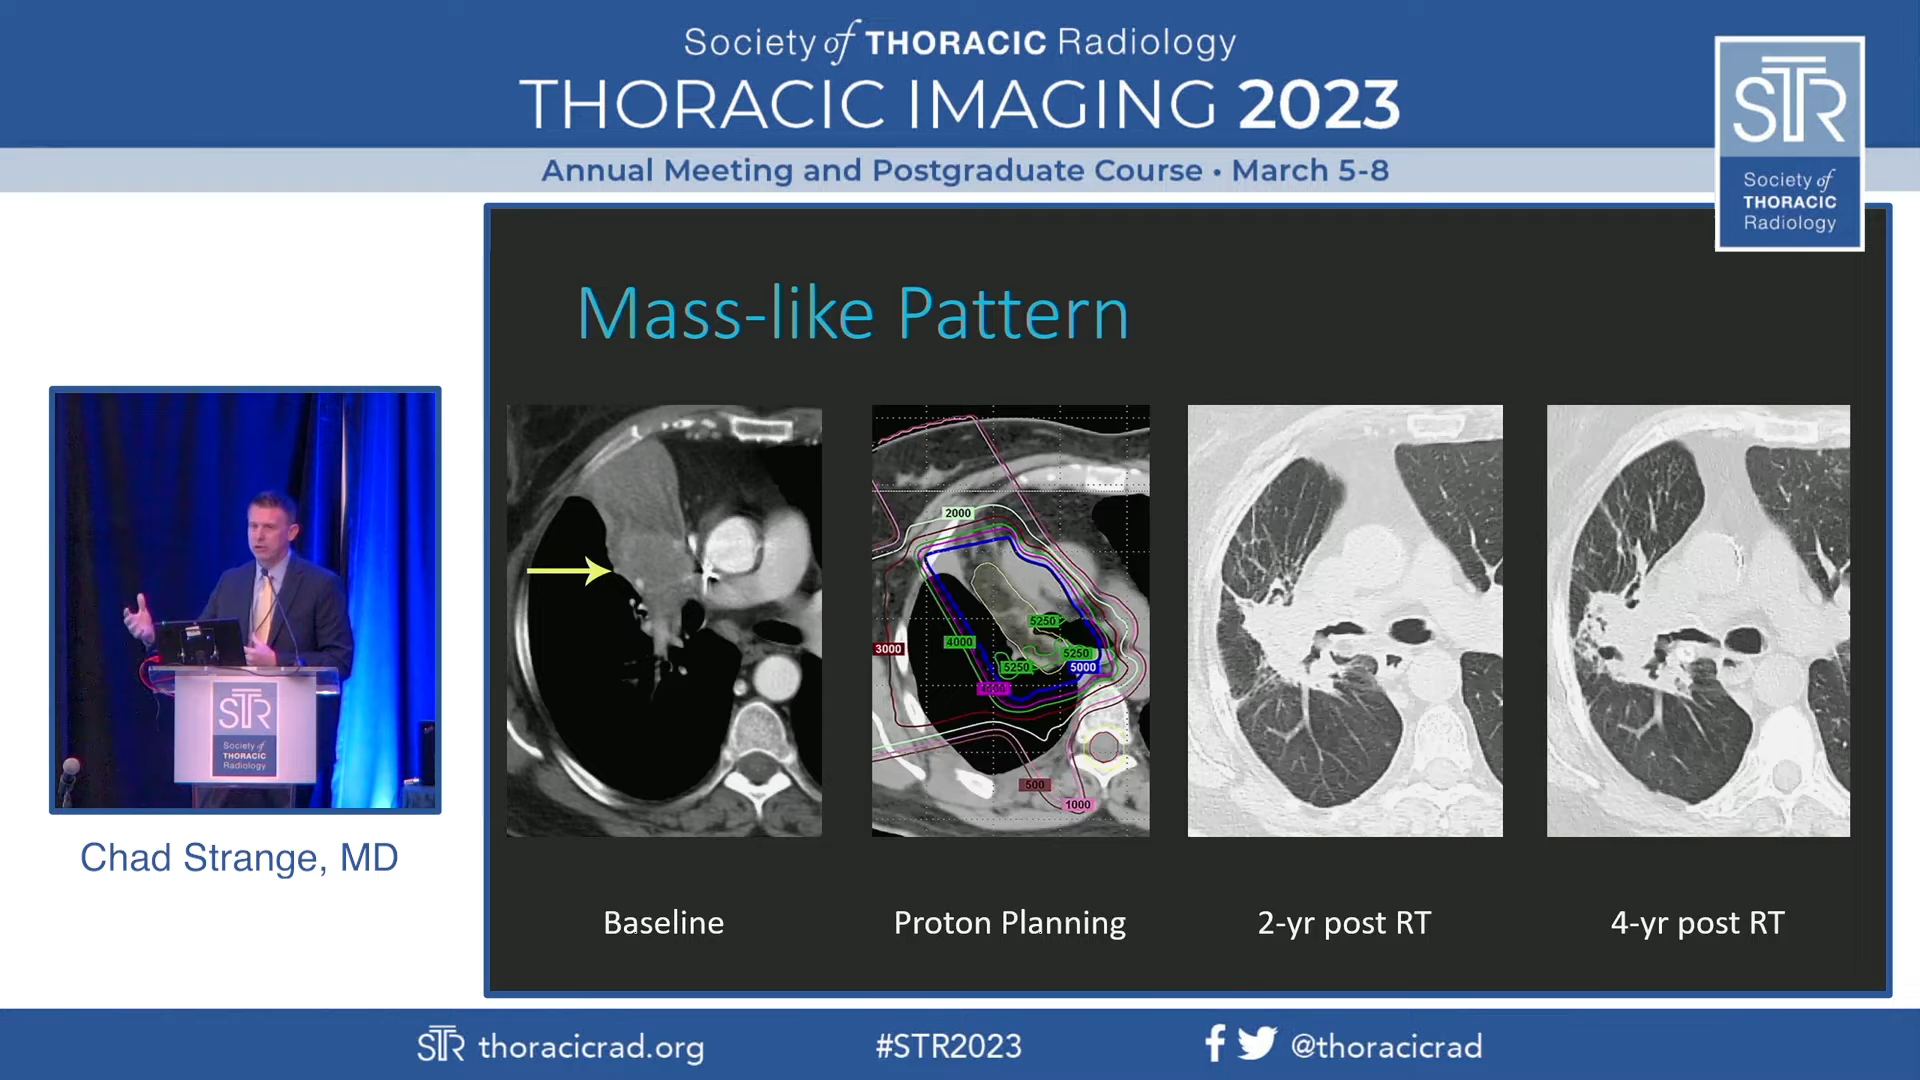 Society of THORACIC Radiology
THORACIC IMAGING 2023
Annual Meeting and Postgraduate Course • March 5-8
STR
Society of
THORACIC
Radiology
Mass-like Pattern
2000
5250
4000
5250
3000
5250
5000
4500
500
1000
STR
Society of
THORACIC
Radiology
Chad Strange, MD
Baseline
Proton Planning
2-yr post RT
4-yr post RT
STR thoracicrad.org
#STR2023
@thoracicrad